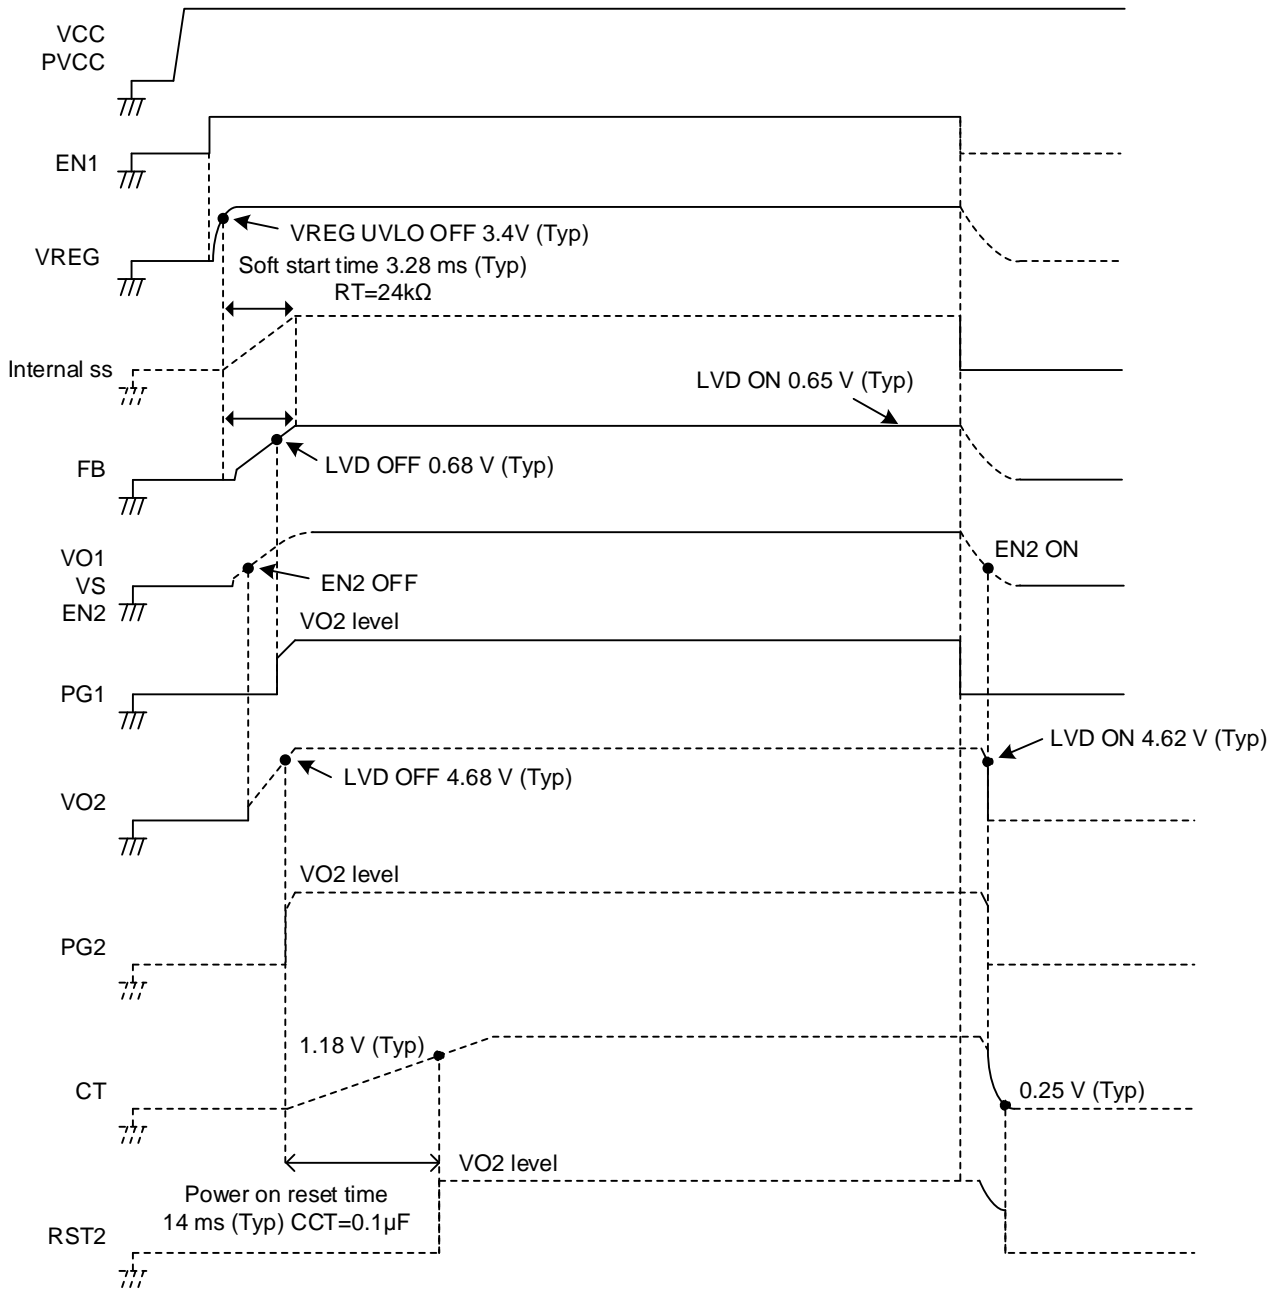 VCC
PVCC
EN1
VREG UVLO OFF 3.4V (Typ)
VREG
Soft start time 3.28 ms (Typ)
RT=24kΩ
Internal ss
LVD ON 0.65 V (Typ)
FB
LVD OFF 0.68 V (Typ)
VO1
VS
EN2
EN2 OFF
EN2 ON
VO2 level
PG1
LVD ON 4.62 V (Typ)
LVD OFF 4.68 V (Typ)
VO2
VO2 level
PG2
1.18 V (Typ)
CT
0.25 V (Typ)
VO2 level
Power on reset time
14 ms (Typ) CCT=0.1µF
RST2